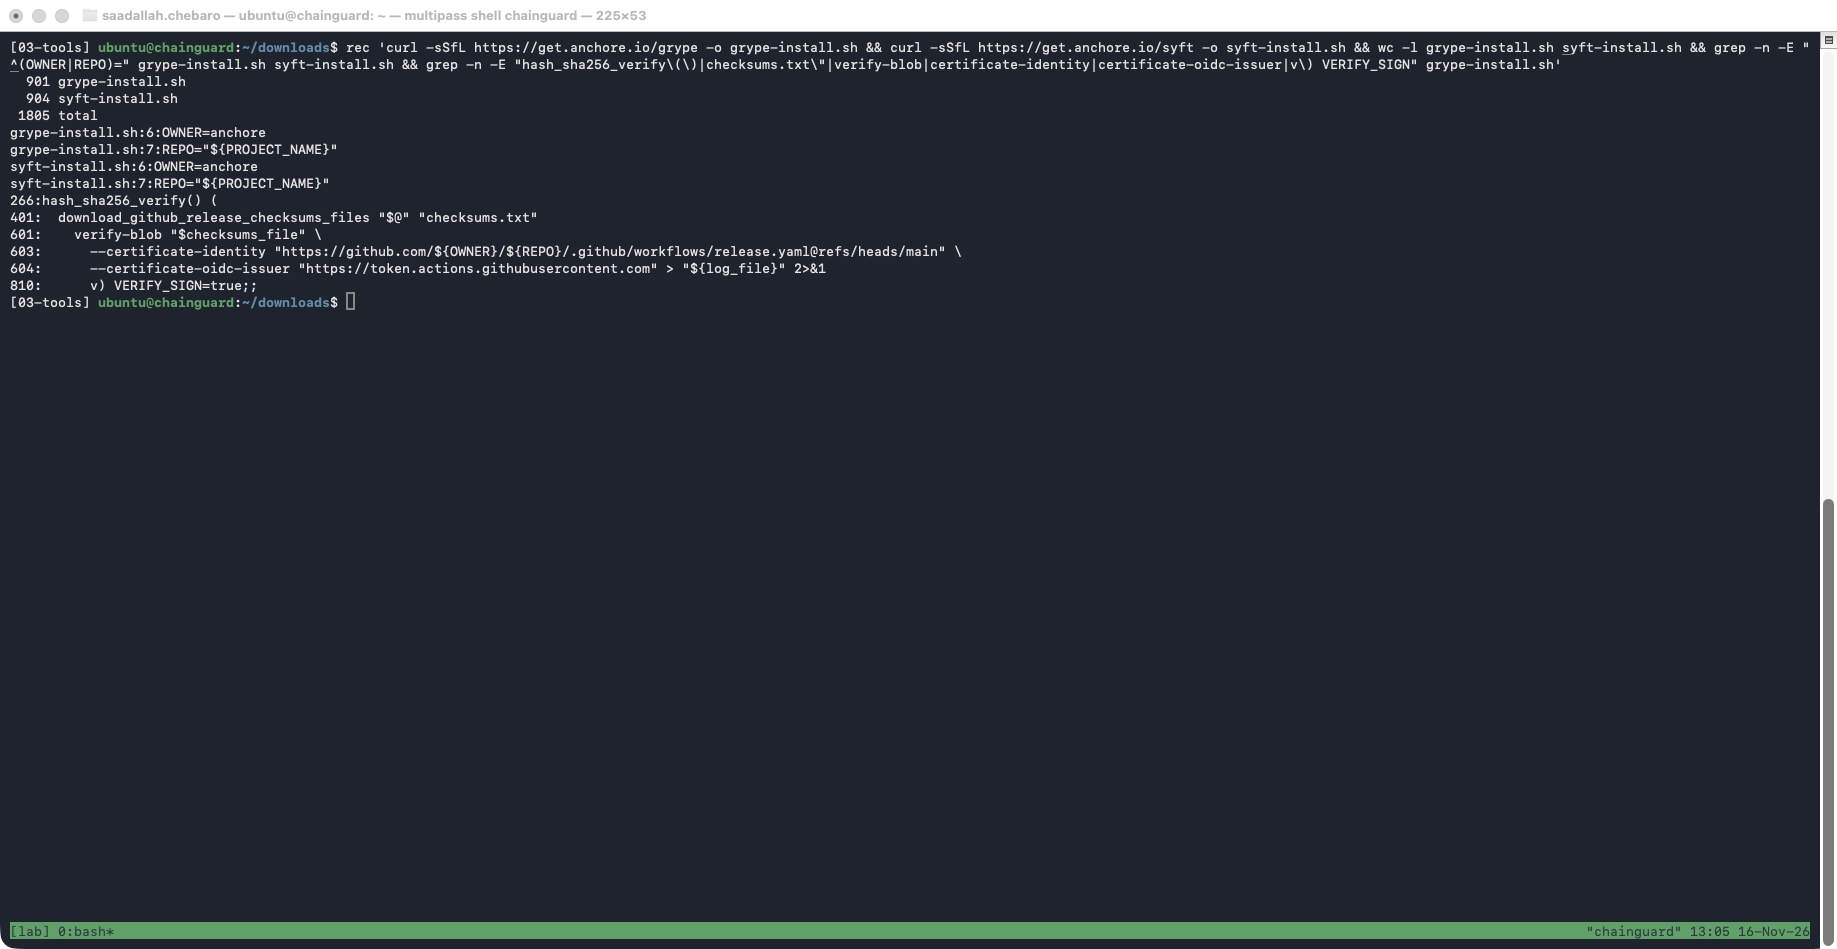 saadallah.chebaro — ubuntu@chainguard: ~ — multipass shell chainguard — 225×53
[03-tools] ubuntu@chainguard:~/downloads$ rec 'curl -sSfL https://get.anchore.io/grype -o grype-install.sh && curl -sSfL https://get.anchore.io/syft -o syft-install.sh && wc -l grype-install.sh syft-install.sh && grep -n -E "
^(OWNER|REPO)=" grype-install.sh syft-install.sh && grep -n -E "hash_sha256_verify\(\)|checksums.txt\"|verify-blob|certificate-identity|certificate-oidc-issuer|v\) VERIFY_SIGN" grype-install.sh'
  901 grype-install.sh
  904 syft-install.sh
 1805 total
grype-install.sh:6:OWNER=anchore
grype-install.sh:7:REPO="${PROJECT_NAME}"
syft-install.sh:6:OWNER=anchore
syft-install.sh:7:REPO="${PROJECT_NAME}"
266:hash_sha256_verify() (
401:  download_github_release_checksums_files "$@" "checksums.txt"
601:    verify-blob "$checksums_file" \
603:      --certificate-identity "https://github.com/${OWNER}/${REPO}/.github/workflows/release.yaml@refs/heads/main" \
604:      --certificate-oidc-issuer "https://token.actions.githubusercontent.com" > "${log_file}" 2>&1
810:      v) VERIFY_SIGN=true;;
[03-tools] ubuntu@chainguard:~/downloads$
[lab] 0:bash* "chainguard" 13:05 16-Nov-26